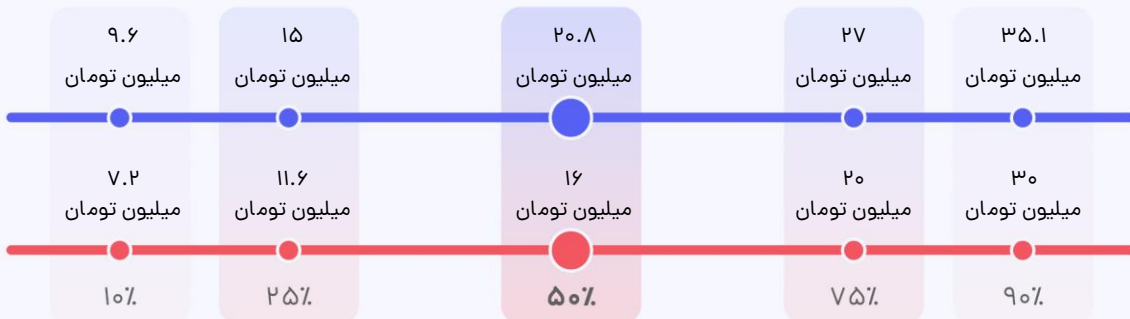 ۹.۶ ۱۵ ۲۰.۸ ۲۷ ۳۵.۱
میلیون تومان میلیون تومان میلیون تومان میلیون تومان میلیون تومان
۷.۲ ۱۱.۶ ۱۶ ۲۰ ۳۰
میلیون تومان میلیون تومان میلیون تومان میلیون تومان میلیون تومان
۱۰٪ ۲۵٪ ۵۰٪ ۷۵٪ ۹۰٪